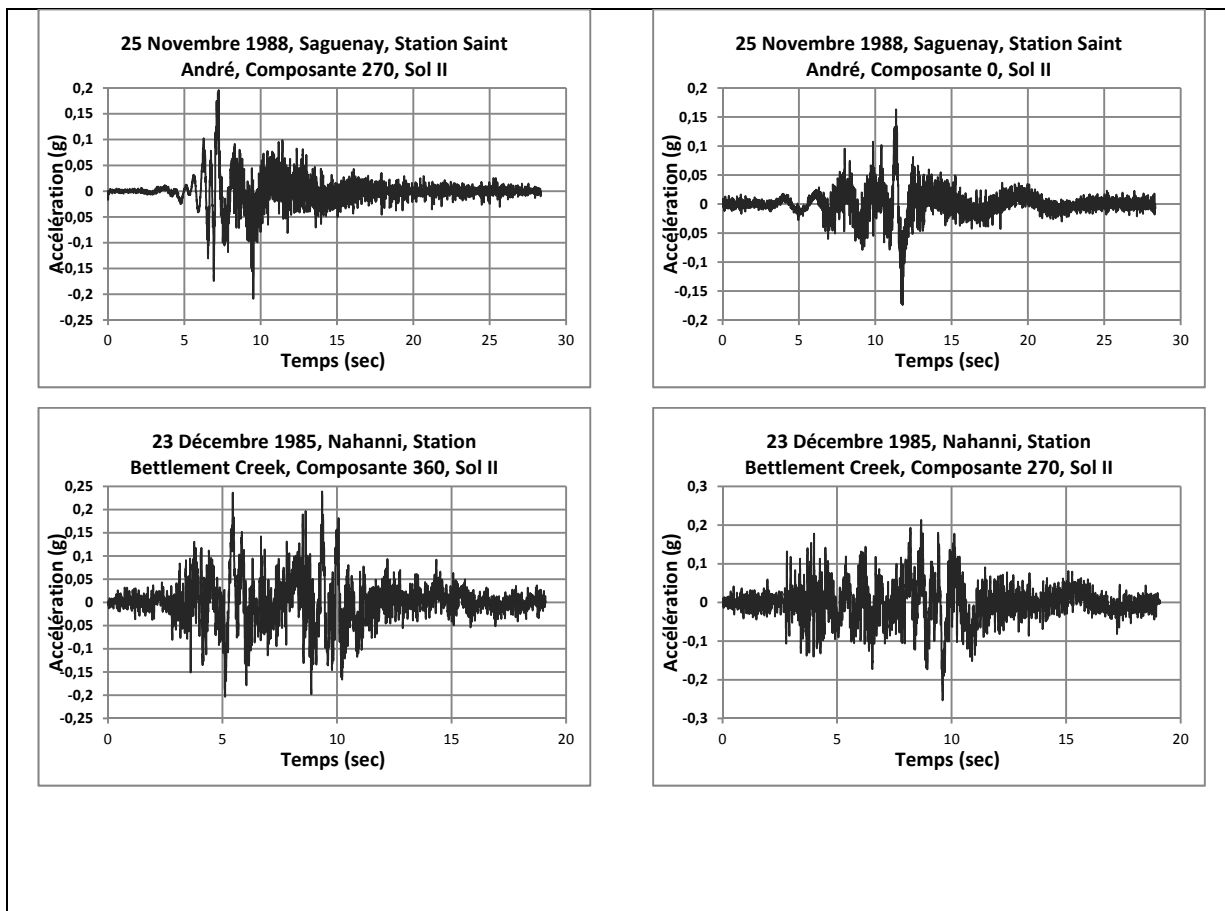 25 Novembre 1988, Saguenay, Station Saint
André, Composante 270, Sol II
Accélération (g)
0,2
0,15
0,1
0,05
0
-0,05
-0,1
-0,15
-0,2
-0,25
0 5 10 15 20 25 30
Temps (sec)
25 Novembre 1988, Saguenay, Station Saint
André, Composante 0, Sol II
Accélération (g)
0,2
0,15
0,1
0,05
0
-0,05
-0,1
-0,15
-0,2
0 5 10 15 20 25 30
Temps (sec)
23 Décembre 1985, Nahanni, Station
Bettlement Creek, Composante 360, Sol II
Accélération (g)
0,25
0,2
0,15
0,1
0,05
0
-0,05
-0,1
-0,15
-0,2
-0,25
0 5 10 15 20
Temps (sec)
23 Décembre 1985, Nahanni, Station
Bettlement Creek, Composante 270, Sol II
Accélération (g)
0,3
0,2
0,1
0
-0,1
-0,2
-0,3
0 5 10 15 20
Temps (sec)